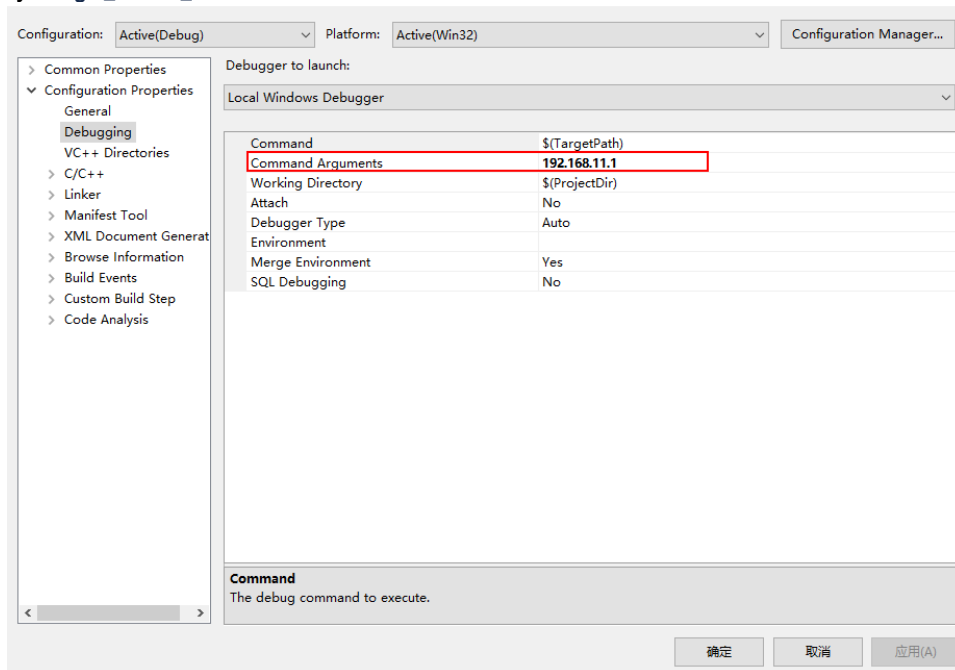 Configuration: Active(Debug) Platform: Active(Win32) Configuration Manager...
Common Properties
Configuration Properties
General
Debugging
VC++ Directories
C/C++
Linker
Manifest Tool
XML Document Generat
Browse Information
Build Events
Custom Build Step
Code Analysis
Debugger to launch:
Local Windows Debugger
Command $(TargetPath)
Command Arguments 192.168.11.1
Working Directory $(ProjectDir)
Attach No
Debugger Type Auto
Environment
Merge Environment Yes
SQL Debugging No
Command
The debug command to execute.
确定 取消 应用(A)